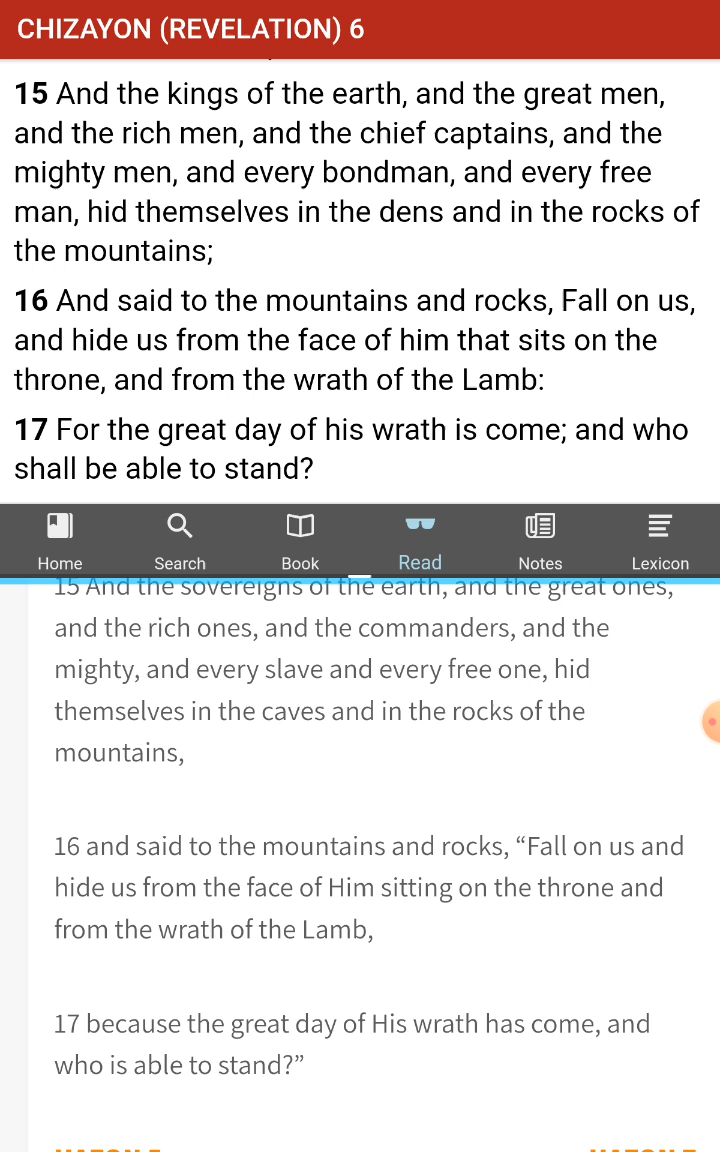 CHIZAYON (REVELATION) 6
15 And the kings of the earth, and the great men,
and the rich men, and the chief captains, and the
mighty men, and every bondman, and every free
man, hid themselves in the dens and in the rocks of
the mountains;
16 And said to the mountains and rocks, Fall on us,
and hide us from the face of him that sits on the
throne, and from the wrath of the Lamb:
17 For the great day of his wrath is come; and who
shall be able to stand?
Home Search Book Read Notes Lexicon
15 And the sovereigns of the earth, and the great ones,
and the rich ones, and the commanders, and the
mighty, and every slave and every free one, hid
themselves in the caves and in the rocks of the
mountains,
16 and said to the mountains and rocks, “Fall on us and
hide us from the face of Him sitting on the throne and
from the wrath of the Lamb,
17 because the great day of His wrath has come, and
who is able to stand?”